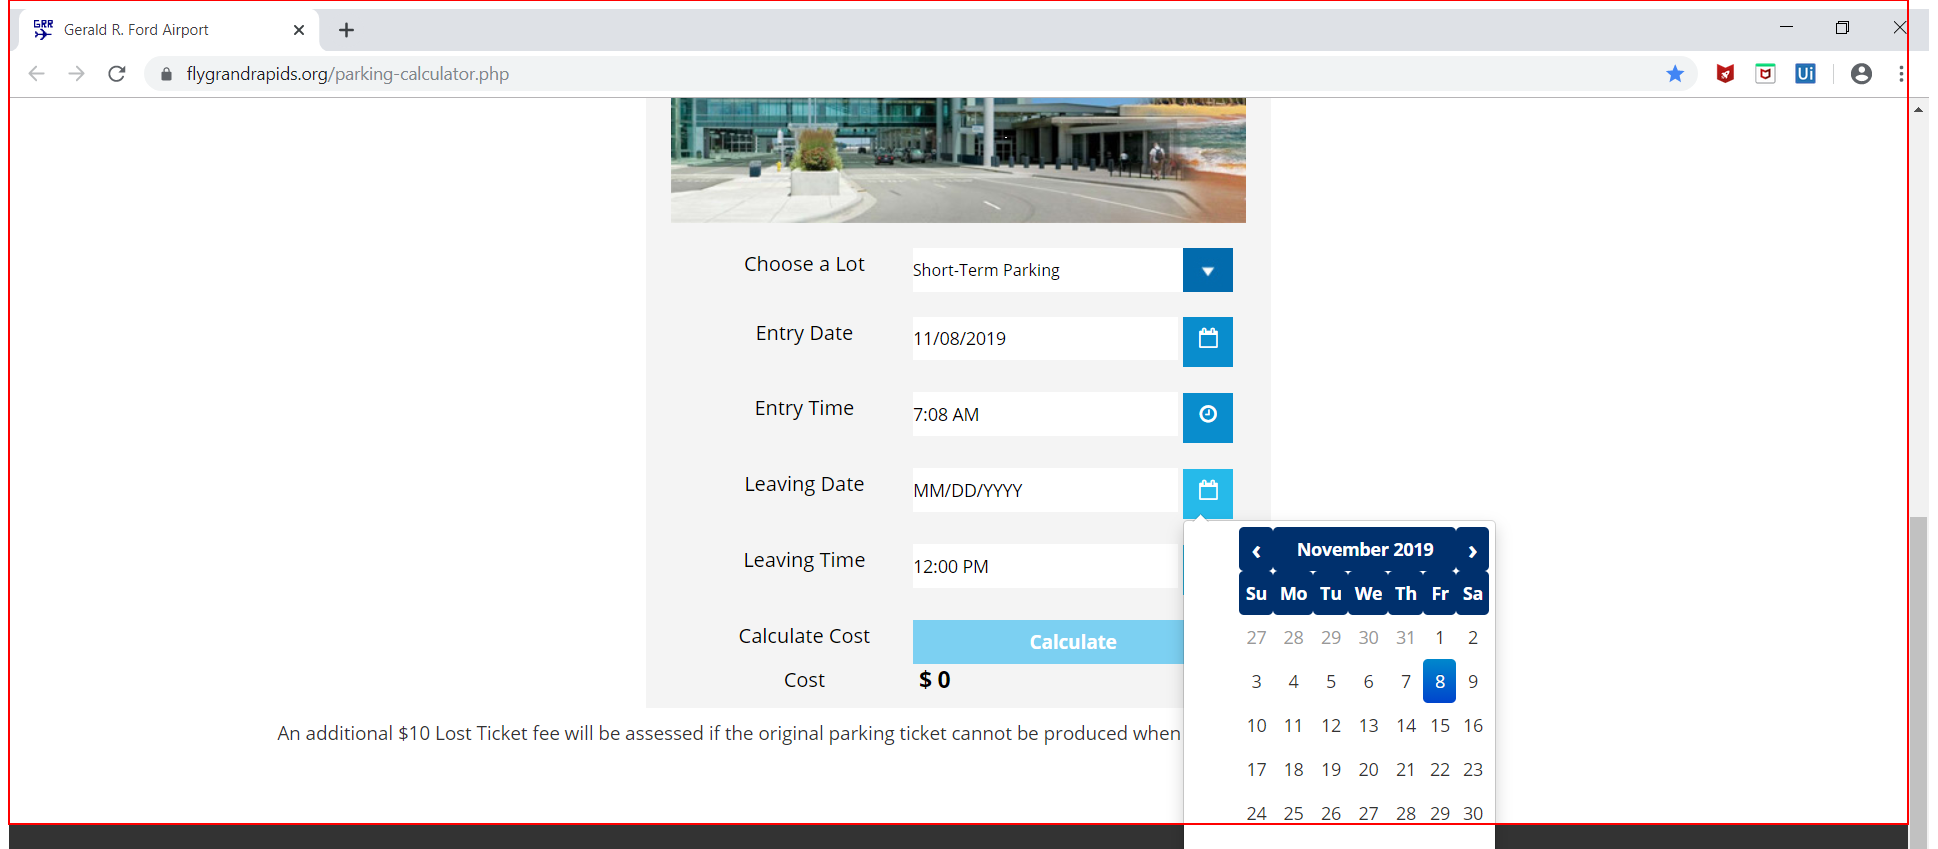 GRR
Gerald R. Ford Airport
flygrandrapids.org/parking-calculator.php
Ui
Choose a Lot
Short-Term Parking
Entry Date
11/08/2019
Entry Time
7:08 AM
Leaving Date
MM/DD/YYYY
Leaving Time
12:00 PM
Calculate Cost
Calculate
Cost
$ 0
An additional $10 Lost Ticket fee will be assessed if the original parking ticket cannot be produced when
‹ November 2019 ›
Su Mo Tu We Th Fr Sa
27 28 29 30 31 1 2
3 4 5 6 7 8 9
10 11 12 13 14 15 16
17 18 19 20 21 22 23
24 25 26 27 28 29 30